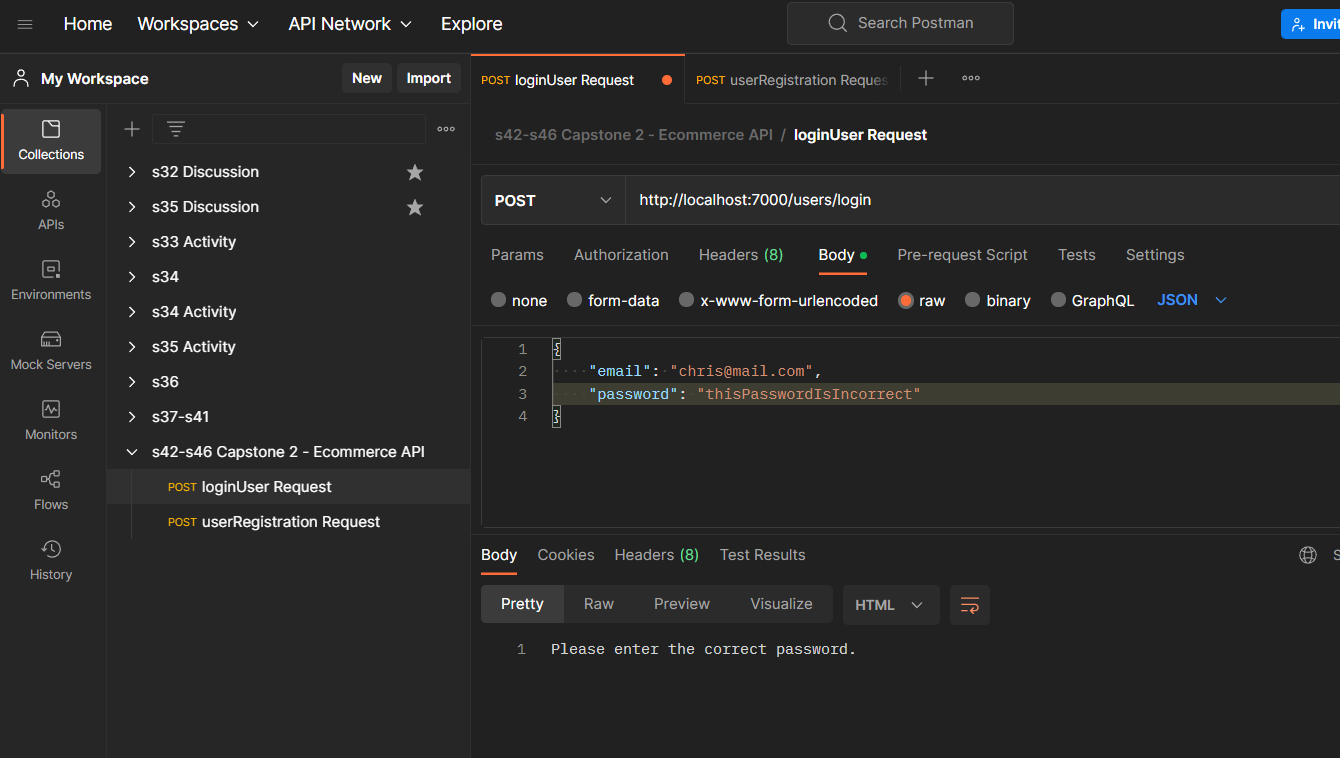 Home Workspaces API Network Explore Search Postman
My Workspace New Import
POST loginUser Request POST userRegistration
s42-s46 Capstone 2 - Ecommerce API / loginUser Request
Collections
APIs
Environments
Mock Servers
Monitors
Flows
History
s32 Discussion
s35 Discussion
s33 Activity
s34
s34 Activity
s35 Activity
s36
s37-s41
s42-s46 Capstone 2 - Ecommerce API
POST loginUser Request
POST userRegistration Request
POST http://localhost:7000/users/login
Params Authorization Headers (8) Body Pre-request Script Tests Settings
none form-data x-www-form-urlencoded raw binary GraphQL JSON
1 {
2 "email": "chris@mail.com",
3 "password": "thisPasswordIsIncorrect"
4 }
Body Cookies Headers (8) Test Results
Pretty Raw Preview Visualize HTML
1 Please enter the correct password.